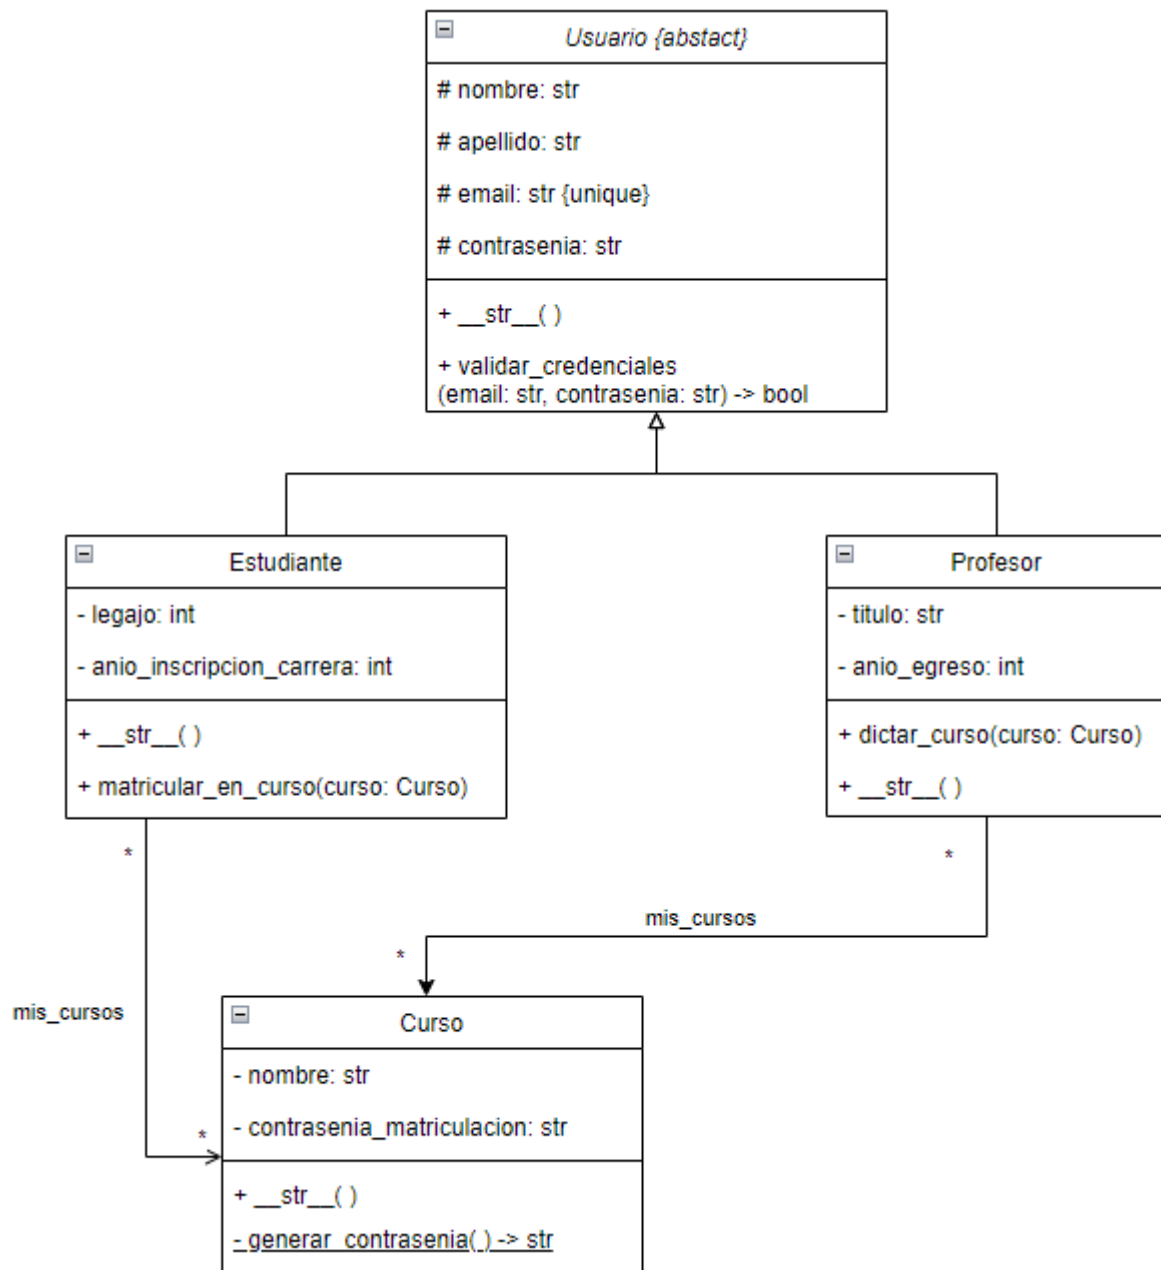 Usuario {abstact}
# nombre: str
# apellido: str
# email: str {unique}
# contrasenia: str
+ __str__( )
+ validar_credenciales
(email: str, contrasenia: str) -> bool
Estudiante
- legajo: int
- anio_inscripcion_carrera: int
+ __str__( )
+ matricular_en_curso(curso: Curso)
Profesor
- titulo: str
- anio_egreso: int
+ dictar_curso(curso: Curso)
+ __str__( )
*
*
mis_cursos
*
mis_cursos
*
Curso
- nombre: str
- contrasenia_matriculacion: str
+ __str__( )
- generar_contrasenia( ) -> str